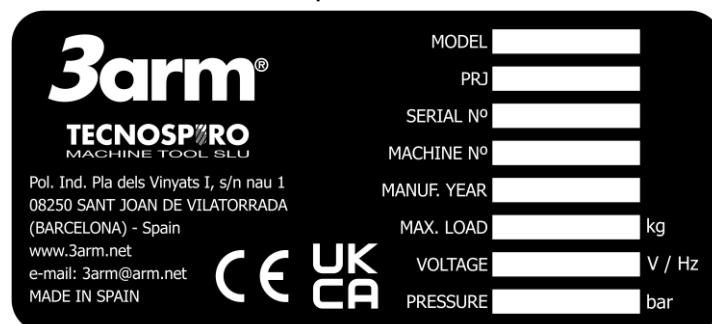 3arm®
TECNOSPIRO
MACHINE TOOL SLU
Pol. Ind. Pla dels Vinyats I, s/n nau 1
08250 SANT JOAN DE VILATORRADA
(BARCELONA) - Spain
www.3arm.net
e-mail: 3arm@arm.net
MADE IN SPAIN
CE
UK
CA
MODEL
PRJ
SERIAL Nº
MACHINE Nº
MANUF. YEAR
MAX. LOAD kg
VOLTAGE V / Hz
PRESSURE bar